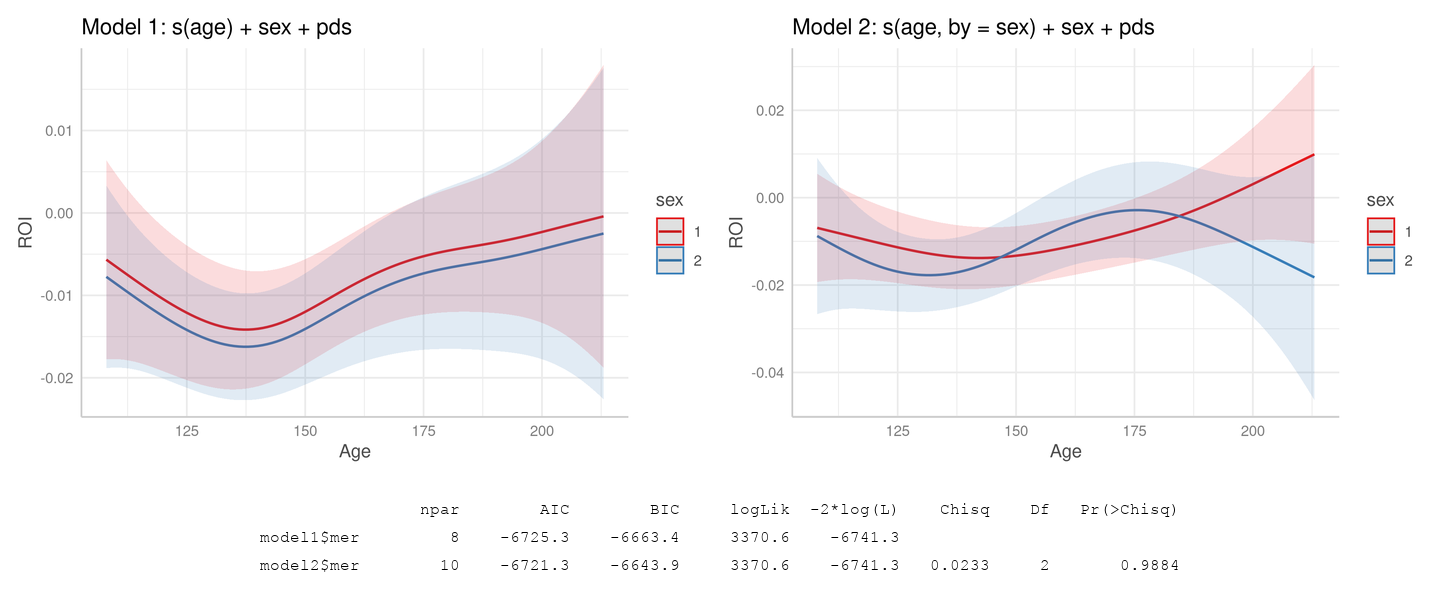 Model 1: s(age) + sex + pds
0.01
0.00
-0.01
-0.02
ROI
125 150 175 200
Age
sex
1
2
Model 2: s(age, by = sex) + sex + pds
0.02
0.00
-0.02
-0.04
ROI
125 150 175 200
Age
sex
1
2
npar AIC BIC logLik -2*log(L) Chisq Df Pr(>Chisq)
model1$mer 8 -6725.3 -6663.4 3370.6 -6741.3
model2$mer 10 -6721.3 -6643.9 3370.6 -6741.3 0.0233 2 0.9884